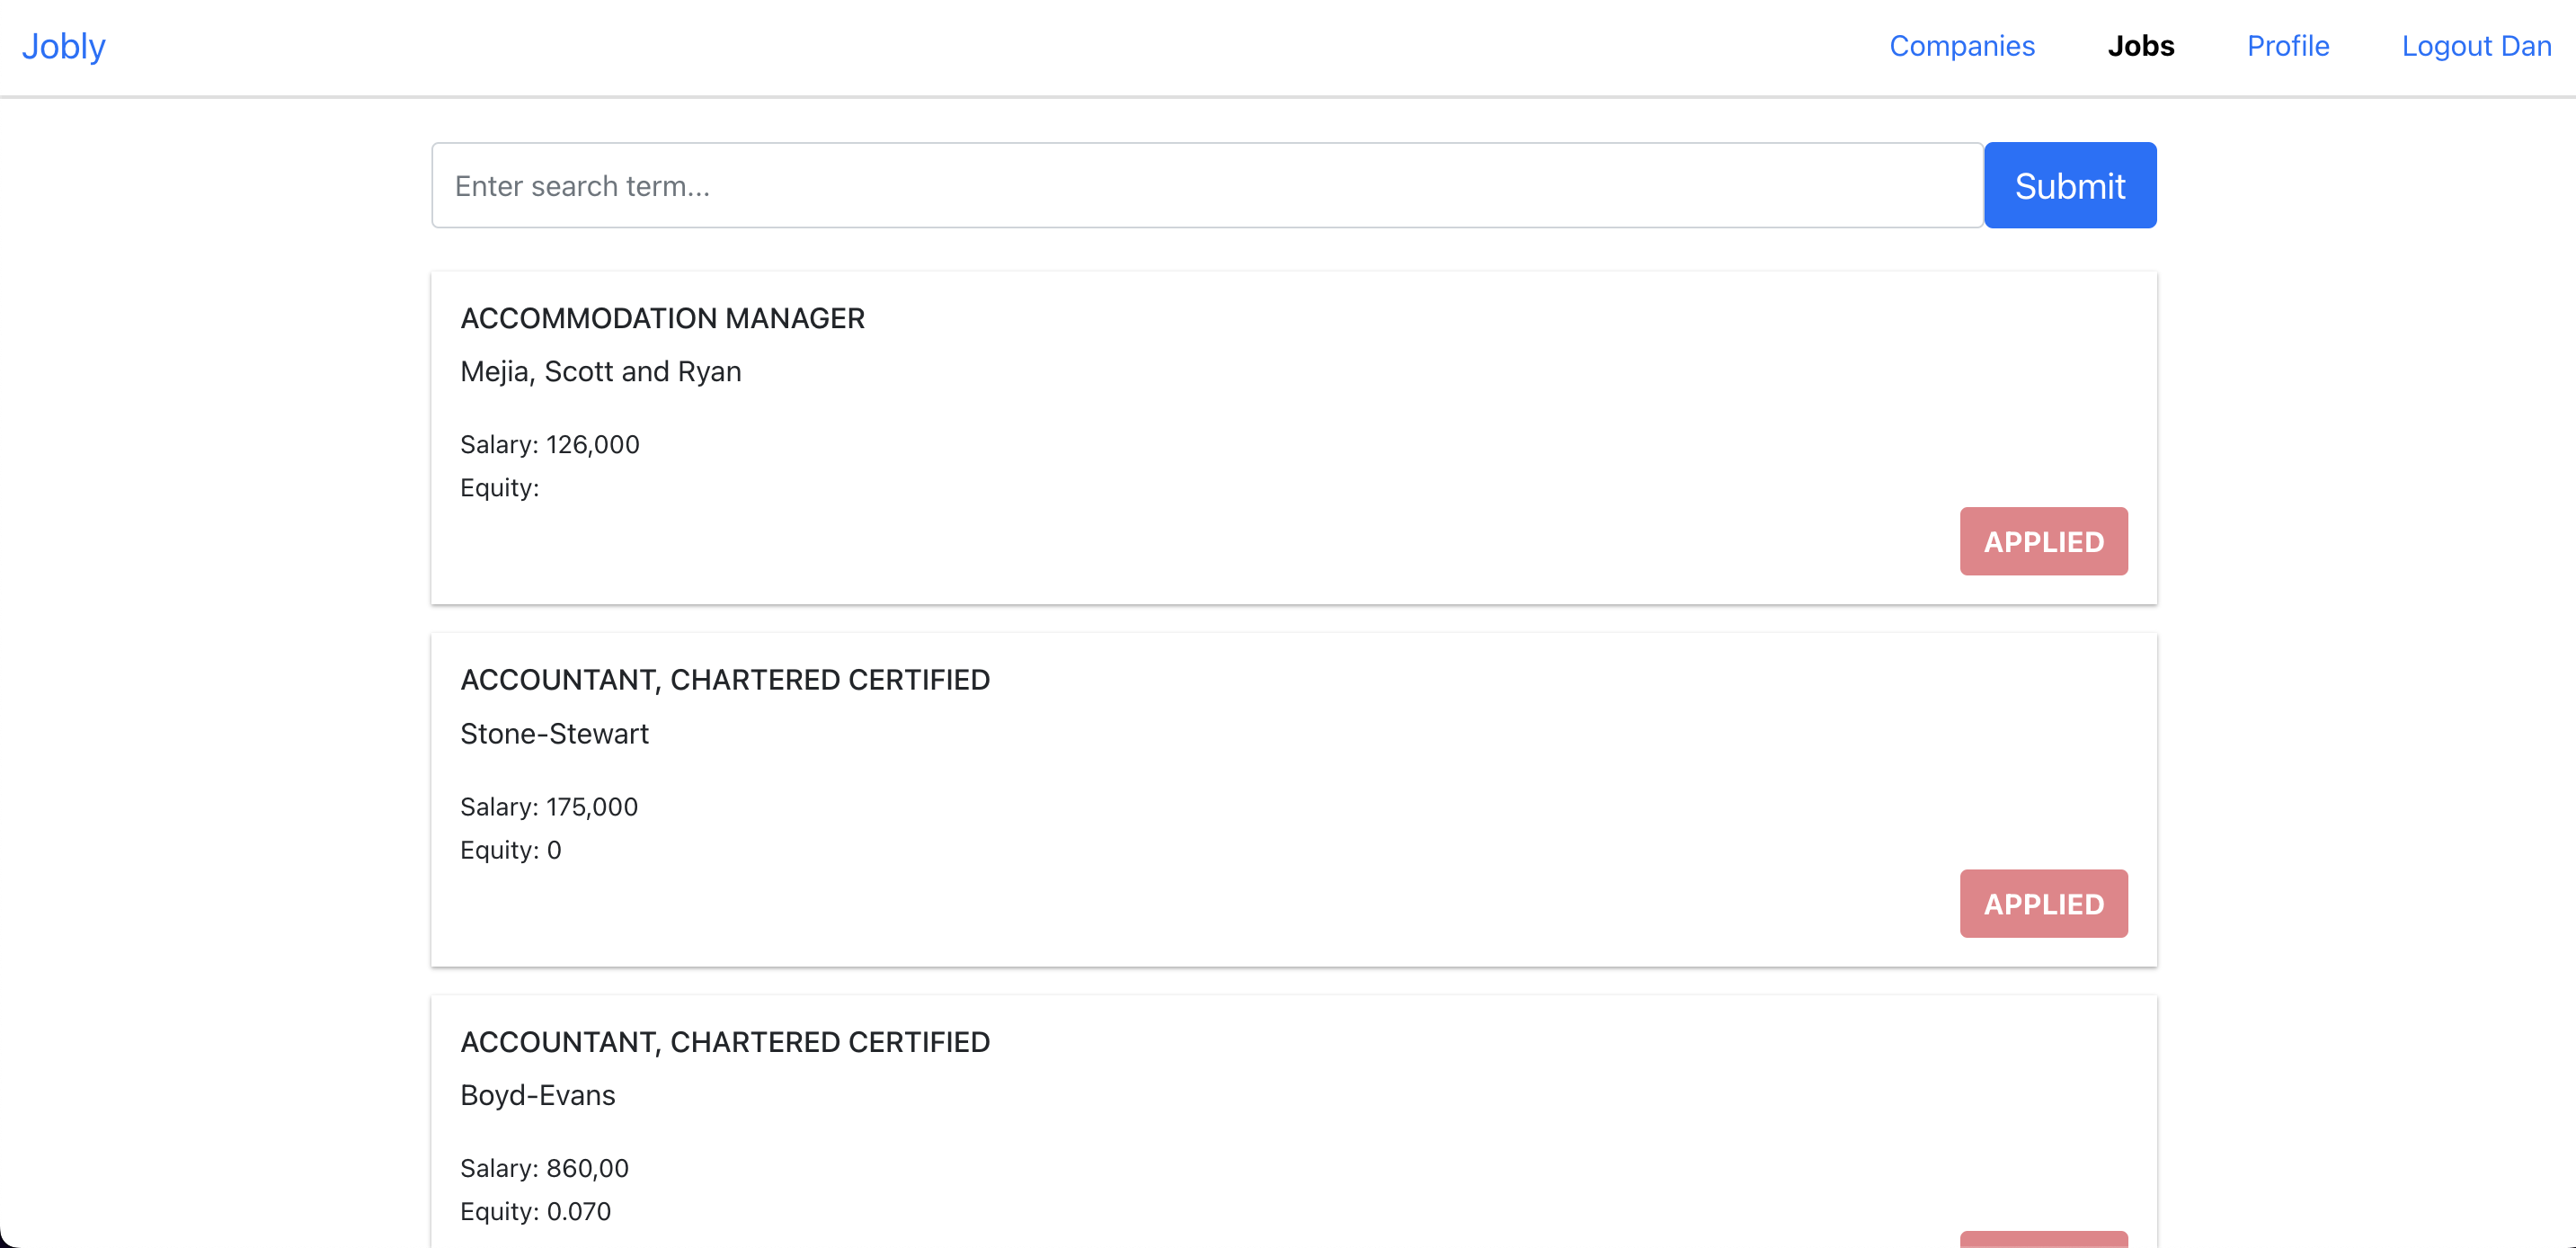 Jobly Companies Jobs Profile Logout Dan
Enter search term... Submit
ACCOMMODATION MANAGER
Mejia, Scott and Ryan
Salary: 126,000
Equity:
APPLIED
ACCOUNTANT, CHARTERED CERTIFIED
Stone-Stewart
Salary: 175,000
Equity: 0
APPLIED
ACCOUNTANT, CHARTERED CERTIFIED
Boyd-Evans
Salary: 860,00
Equity: 0.070